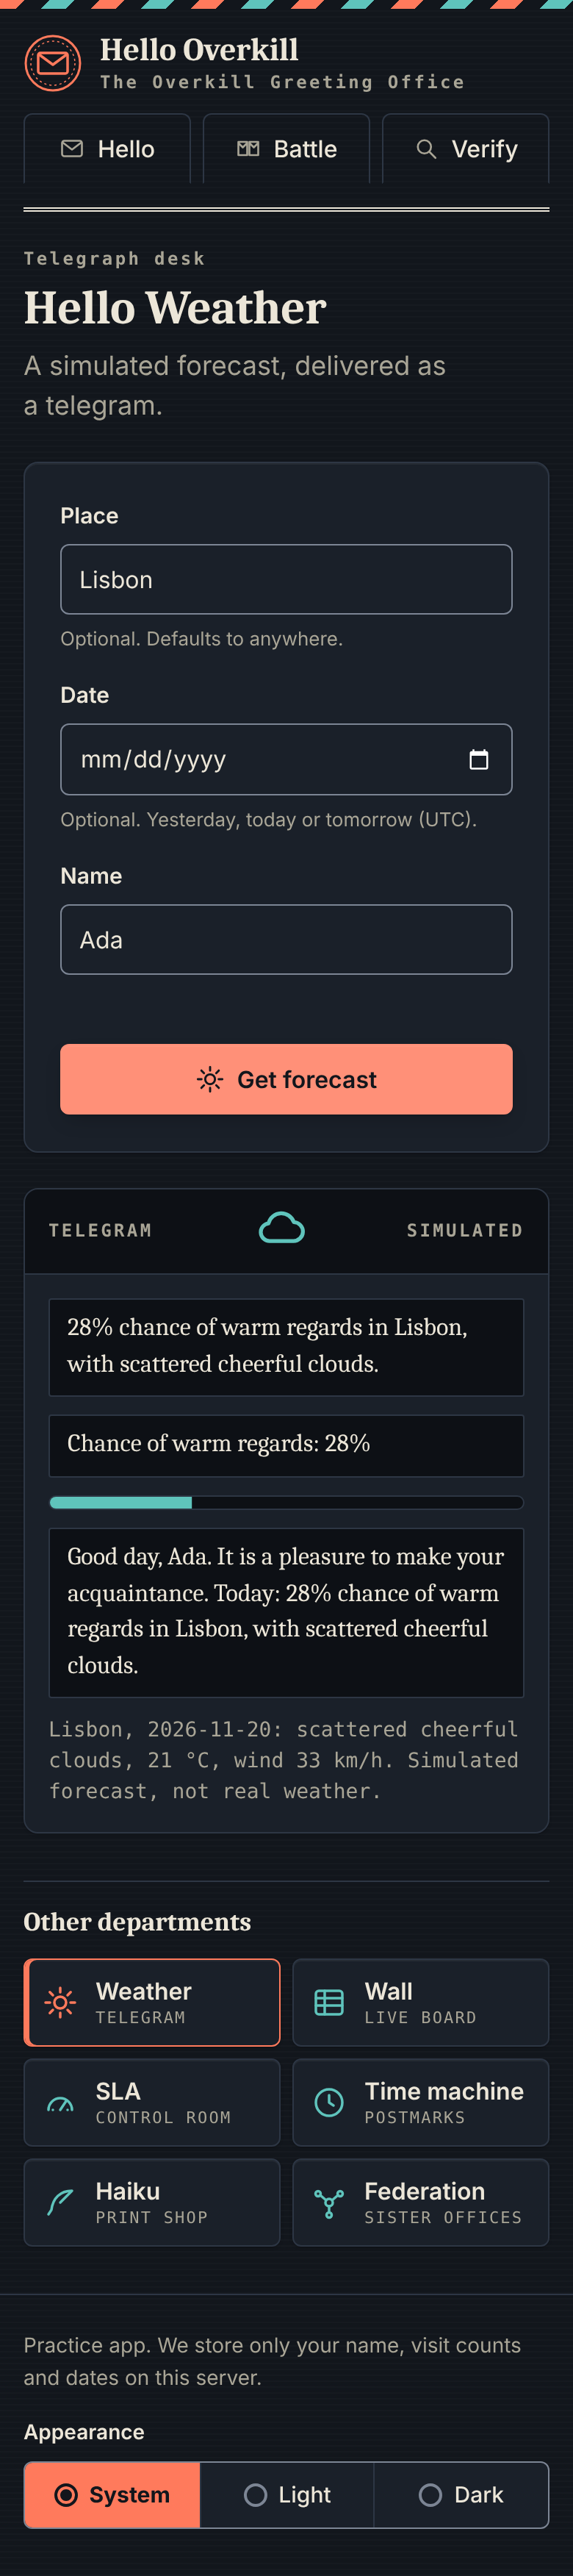 Hello Overkill
The Overkill Greeting Office
Hello
Battle
Verify
Telegraph desk
Hello Weather
A simulated forecast, delivered as
a telegram.
Place
Lisbon
Optional. Defaults to anywhere.
Date
mm/dd/yyyy
Optional. Yesterday, today or tomorrow (UTC).
Name
Ada
Get forecast
TELEGRAM
SIMULATED
28% chance of warm regards in Lisbon,
with scattered cheerful clouds.
Chance of warm regards: 28%
Good day, Ada. It is a pleasure to make your
acquaintance. Today: 28% chance of warm
regards in Lisbon, with scattered cheerful
clouds.
Lisbon, 2026-11-20: scattered cheerful
clouds, 21 °C, wind 33 km/h. Simulated
forecast, not real weather.
Other departments
Weather
TELEGRAM
Wall
LIVE BOARD
SLA
CONTROL ROOM
Time machine
POSTMARKS
Haiku
PRINT SHOP
Federation
SISTER OFFICES
Practice app. We store only your name, visit counts
and dates on this server.
Appearance
System
Light
Dark